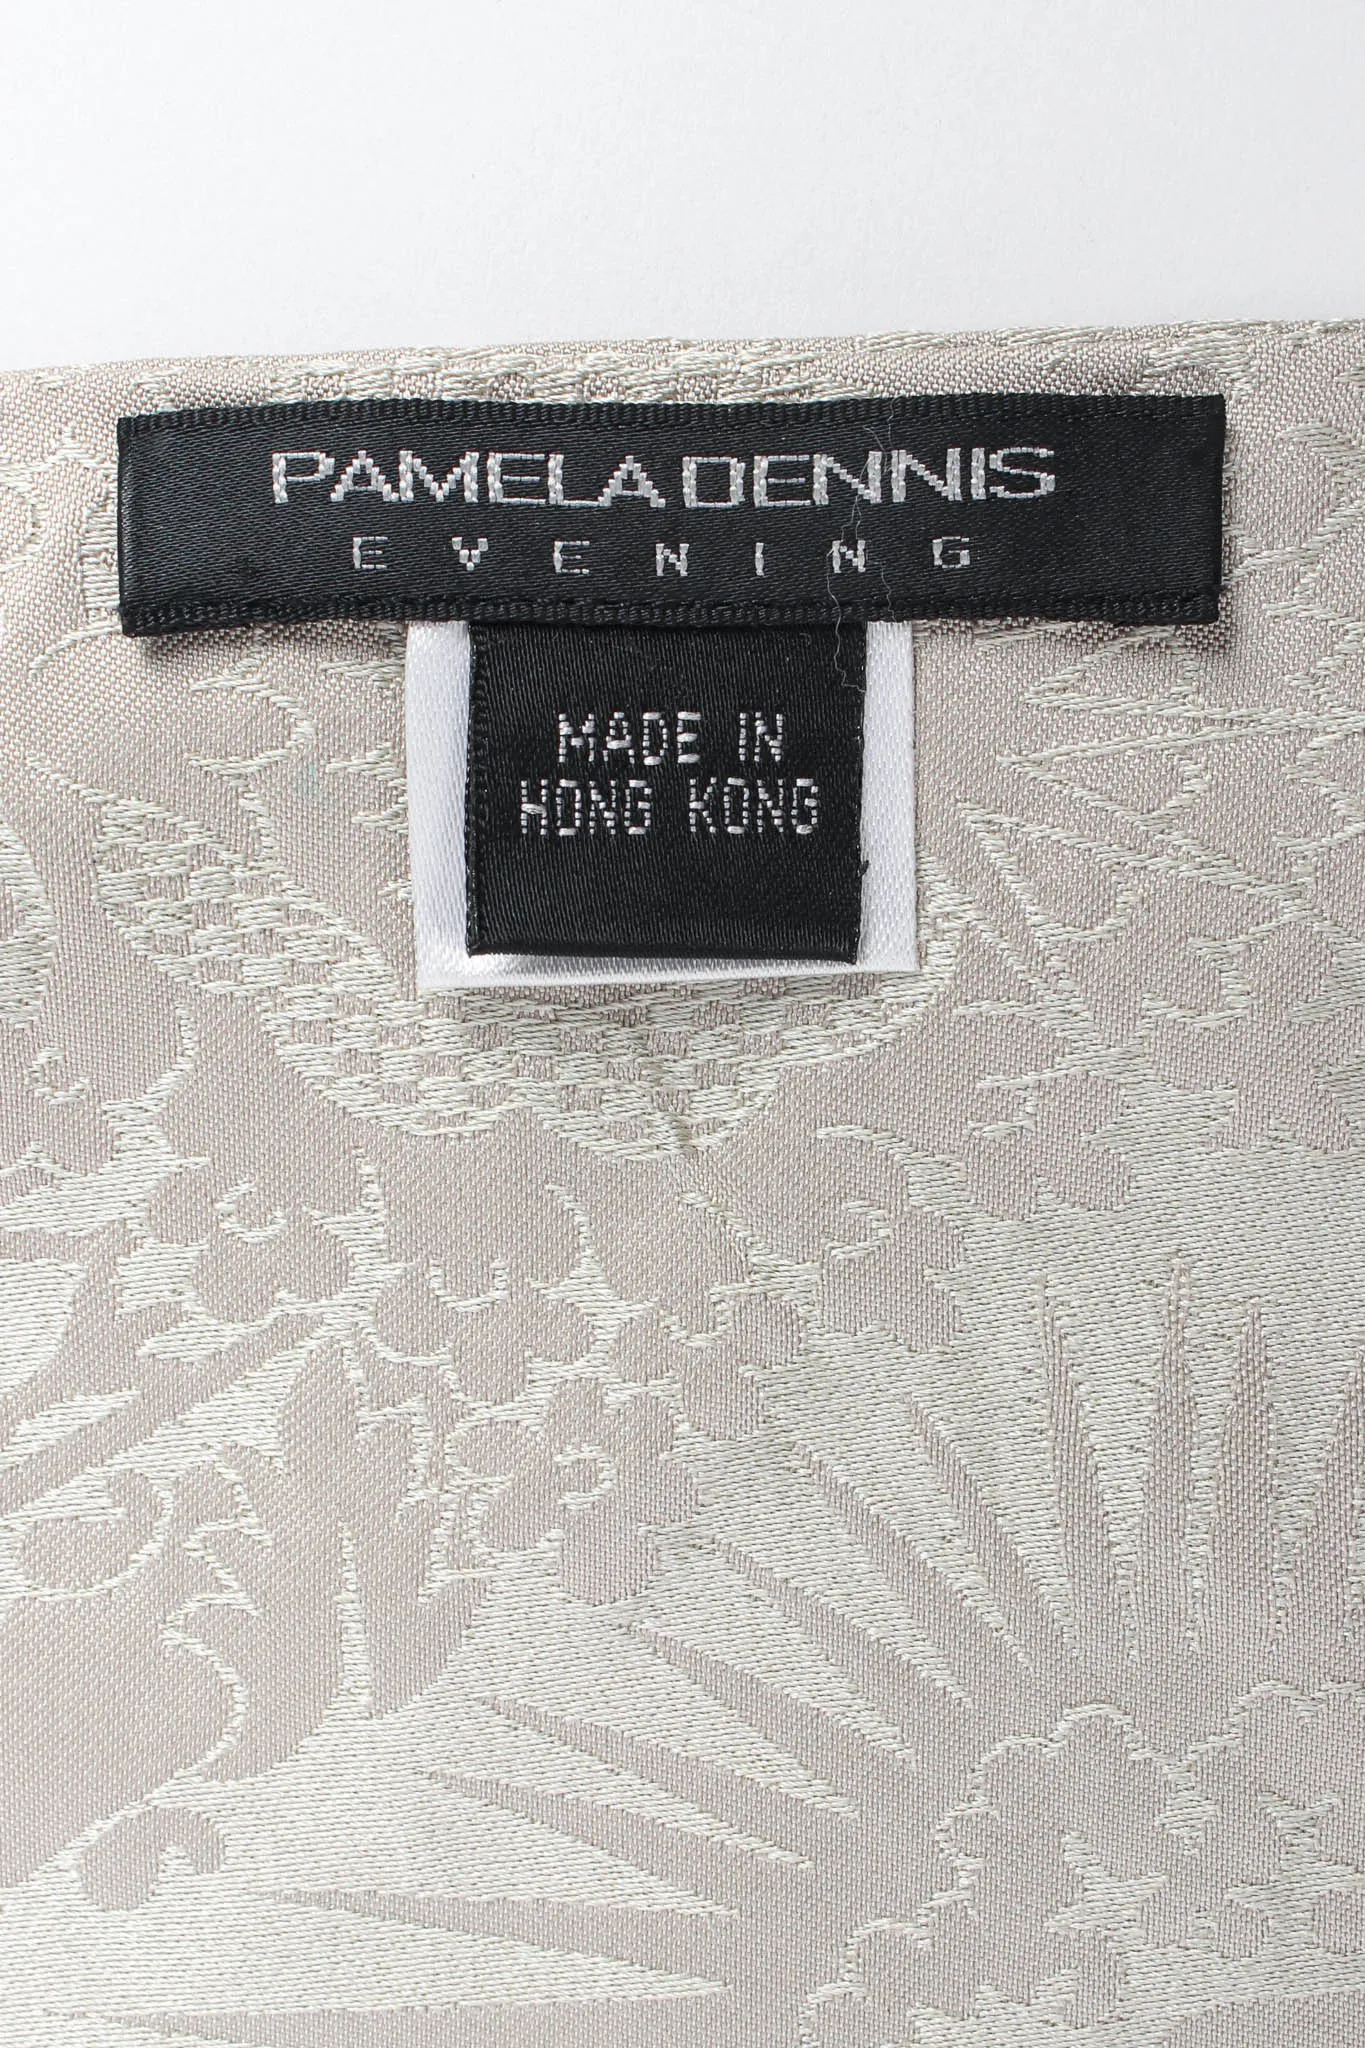 PAMELA DENNIS
EVENING
MADE IN
HONG KONG